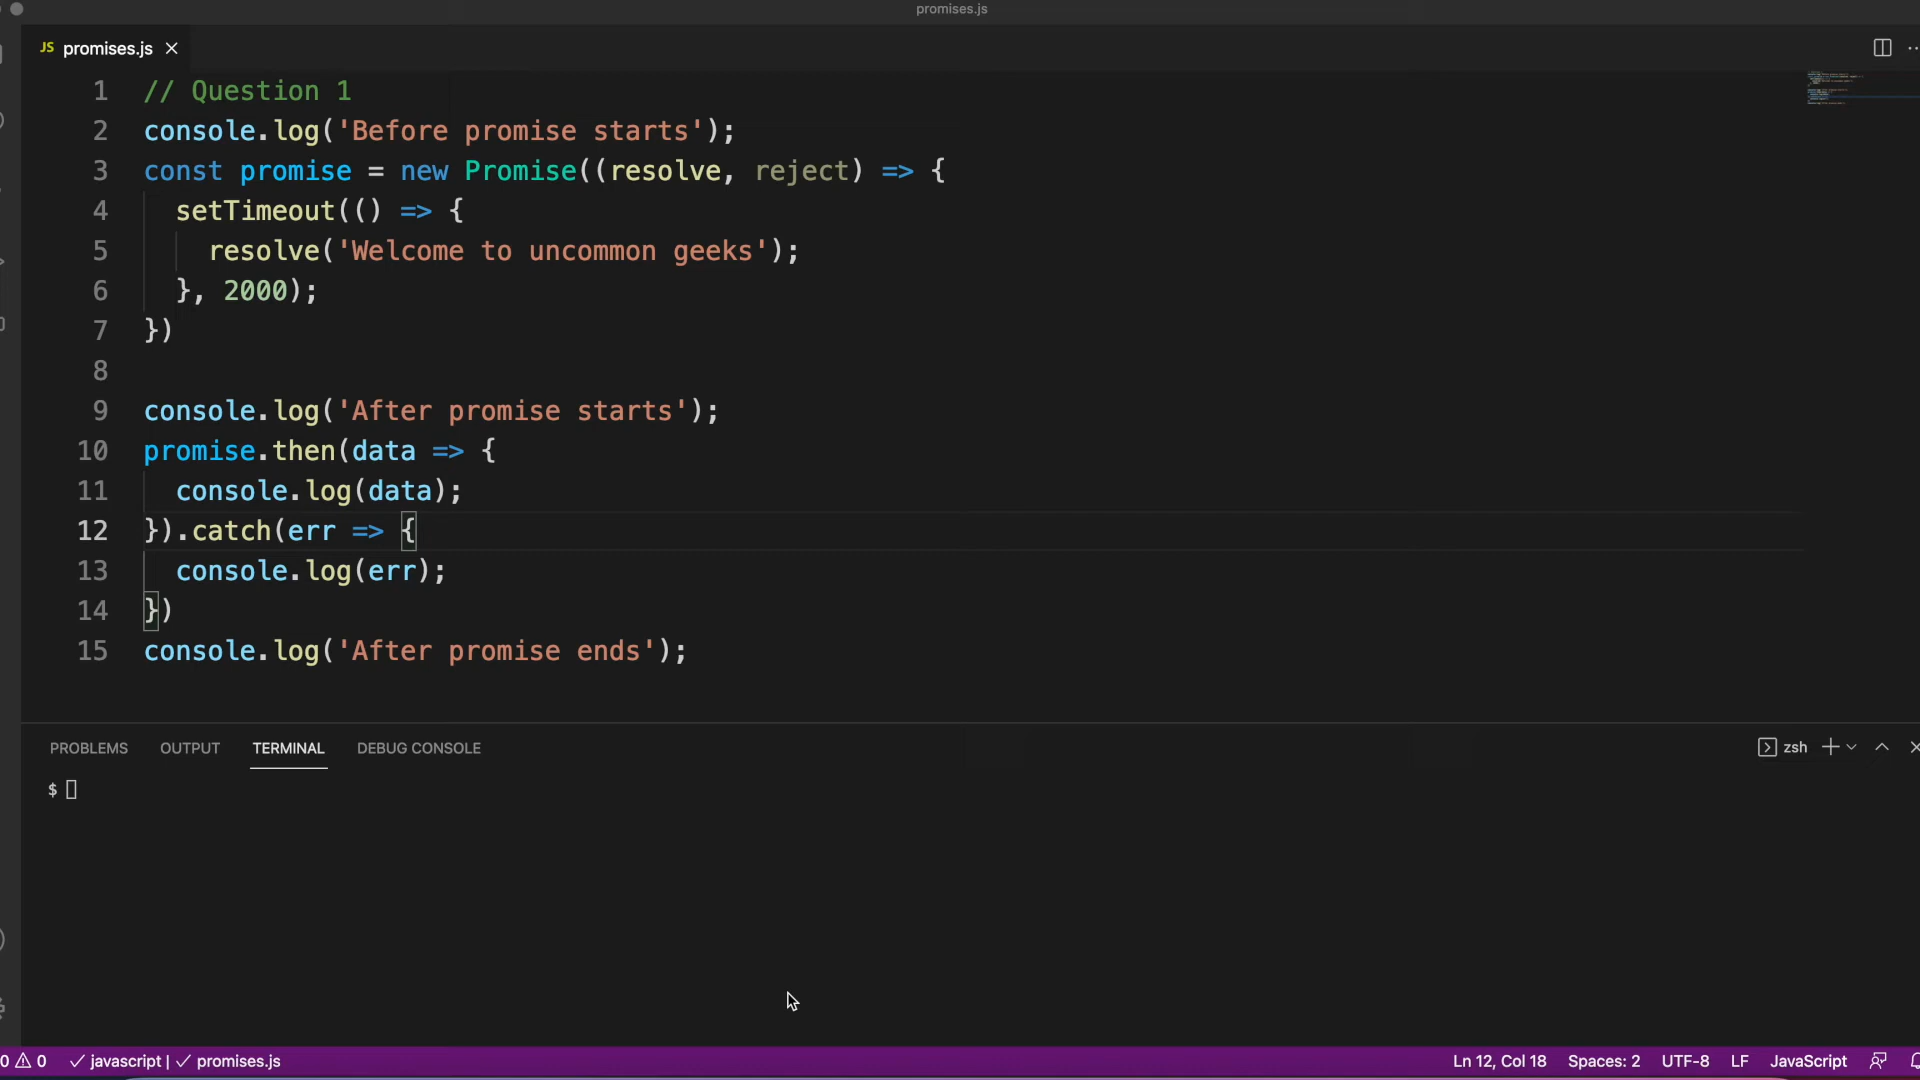 promises.js
JS promises.js
1 // Question 1
2 console.log('Before promise starts');
3 const promise = new Promise((resolve, reject) => {
4   setTimeout(() => {
5     resolve('Welcome to uncommon geeks');
6   }, 2000);
7 })
8
9 console.log('After promise starts');
10 promise.then(data => {
11   console.log(data);
12 }).catch(err => {
13   console.log(err);
14 })
15 console.log('After promise ends');
PROBLEMS OUTPUT TERMINAL DEBUG CONSOLE zsh
$
0 0 javascript | promises.js Ln 12, Col 18 Spaces: 2 UTF-8 LF JavaScript